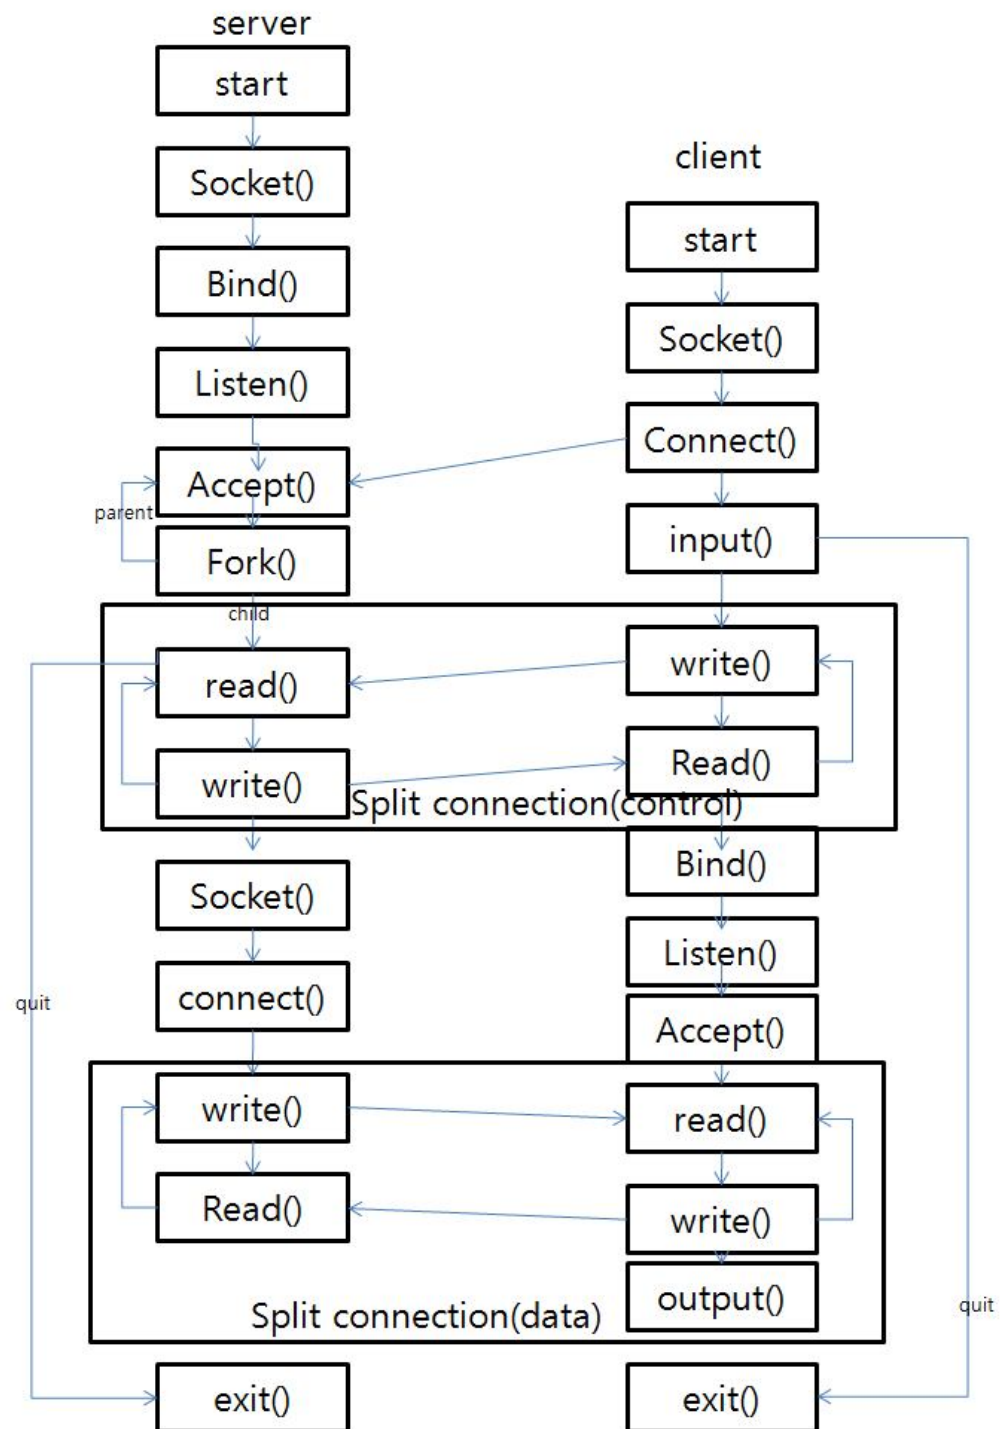 server
start
Socket()
Bind()
Listen()
Accept()
parent
Fork()
child
read()
write()
Socket()
connect()
quit
write()
Read()
exit()
client
start
Socket()
Connect()
input()
write()
Read()
Split connection(control)
Bind()
Listen()
Accept()
read()
write()
output()
Split connection(data)
quit
exit()